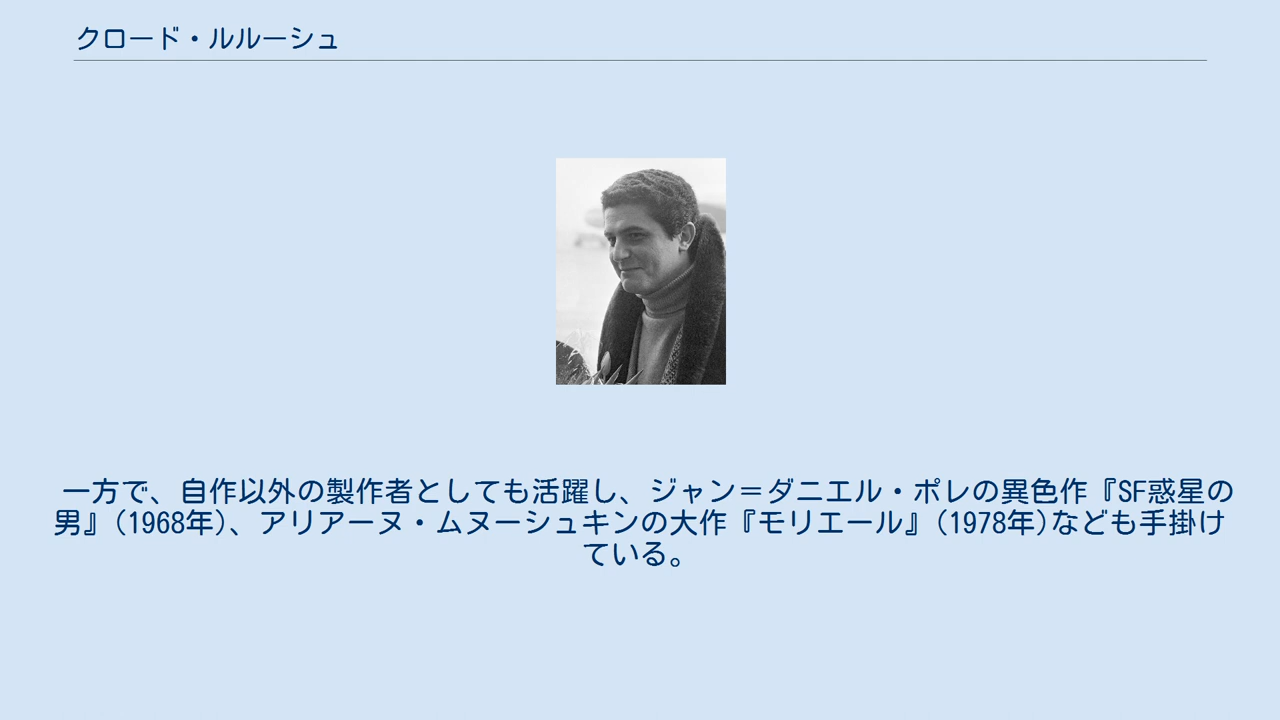 クロード・ルルーシュ
一方で、自作以外の製作者としても活躍し、ジャン＝ダニエル・ポレの異色作『SF惑星の
男』(1968年)、アリアーヌ・ムヌーシュキンの大作『モリエール』(1978年)なども手掛け
ている。